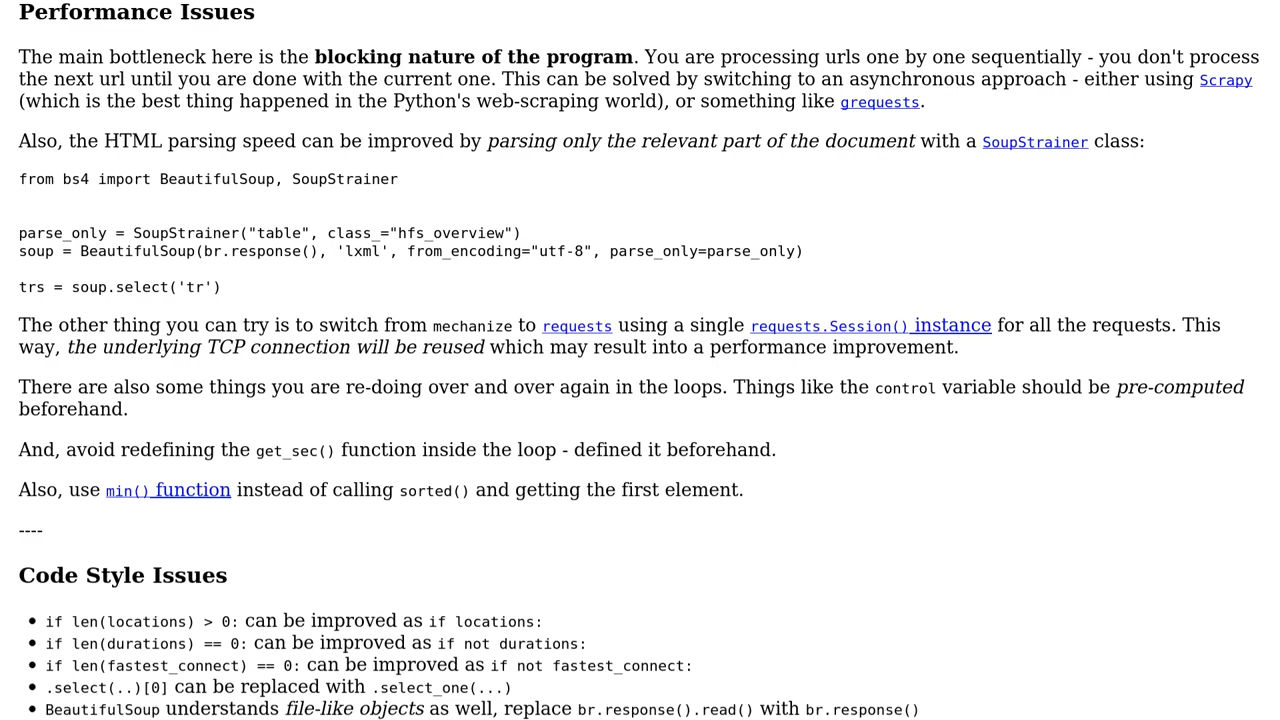 Performance Issues
The main bottleneck here is the blocking nature of the program. You are processing urls one by one sequentially - you don't process
the next url until you are done with the current one. This can be solved by switching to an asynchronous approach - either using Scrapy
(which is the best thing happened in the Python's web-scraping world), or something like grequests.
Also, the HTML parsing speed can be improved by parsing only the relevant part of the document with a SoupStrainer class:
from bs4 import BeautifulSoup, SoupStrainer
parse_only = SoupStrainer("table", class_="hfs_overview")
soup = BeautifulSoup(br.response(), 'lxml', from_encoding="utf-8", parse_only=parse_only)
trs = soup.select('tr')
The other thing you can try is to switch from mechanize to requests using a single requests.Session() instance for all the requests. This
way, the underlying TCP connection will be reused which may result into a performance improvement.
There are also some things you are re-doing over and over again in the loops. Things like the control variable should be pre-computed
beforehand.
And, avoid redefining the get_sec() function inside the loop - defined it beforehand.
Also, use min() function instead of calling sorted() and getting the first element.
----
Code Style Issues
• if len(locations) > 0: can be improved as if locations:
• if len(durations) == 0: can be improved as if not durations:
• if len(fastest_connect) == 0: can be improved as if not fastest_connect:
• .select(..)[0] can be replaced with .select_one(...)
• BeautifulSoup understands file-like objects as well, replace br.response().read() with br.response()